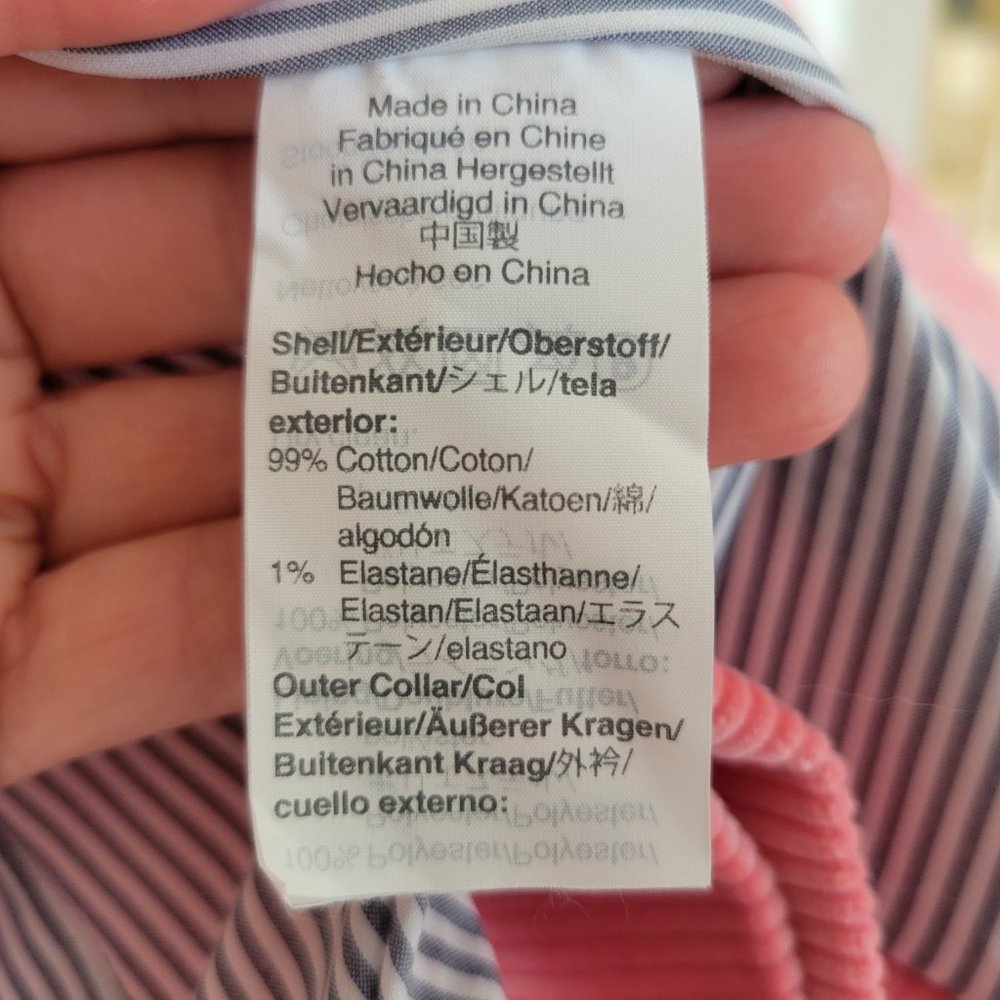 Made in China
Fabriqué en Chine
in China Hergestellt
Vervaardigd in China
中国製
Hecho en China
Shell/Extérieur/Oberstoff/
Buitenkant/シェル/tela
exterior:
99% Cotton/Coton/
Baumwolle/Katoen/綿/
algodón
1% Elastane/Élasthanne/
Elastan/Elastaan/エラス
テーン/elastano
Outer Collar/Col
Extérieur/Äußerer Kragen/
Buitenkant Kraag/外衿/
cuello externo: